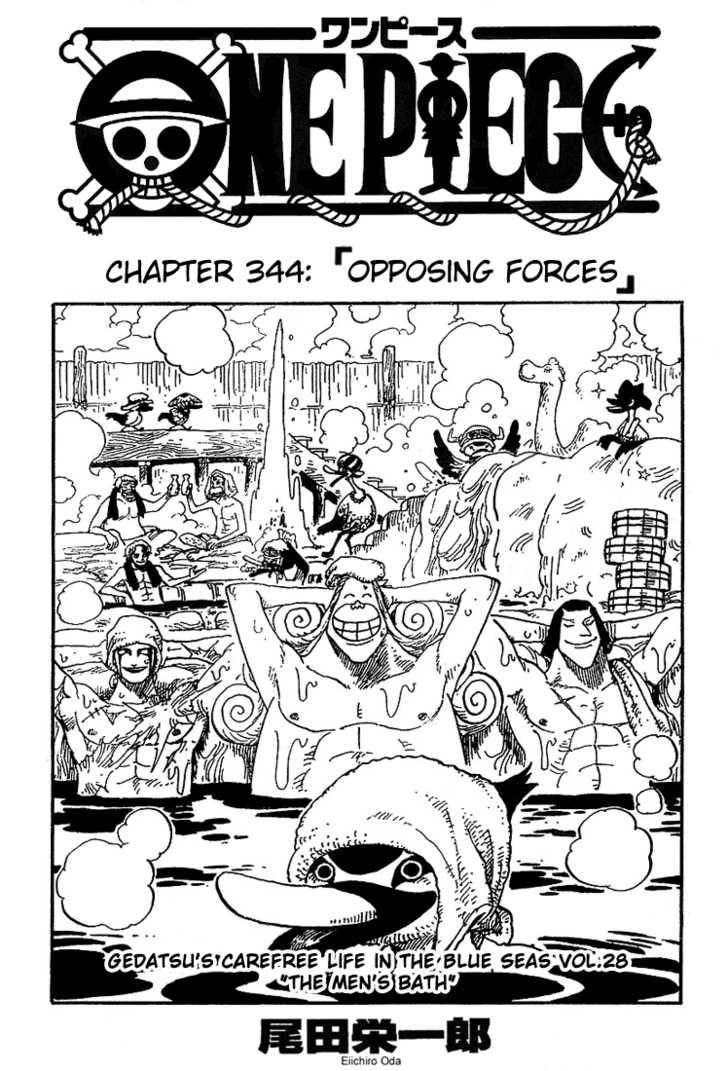 ワンピース
ONE PIECE
CHAPTER 344: 「OPPOSING FORCES」
GEDATSU'S CAREFREE LIFE IN THE BLUE SEAS VOL.28
"THE MEN'S BATH"
尾田栄一郎
Eiichiro Oda